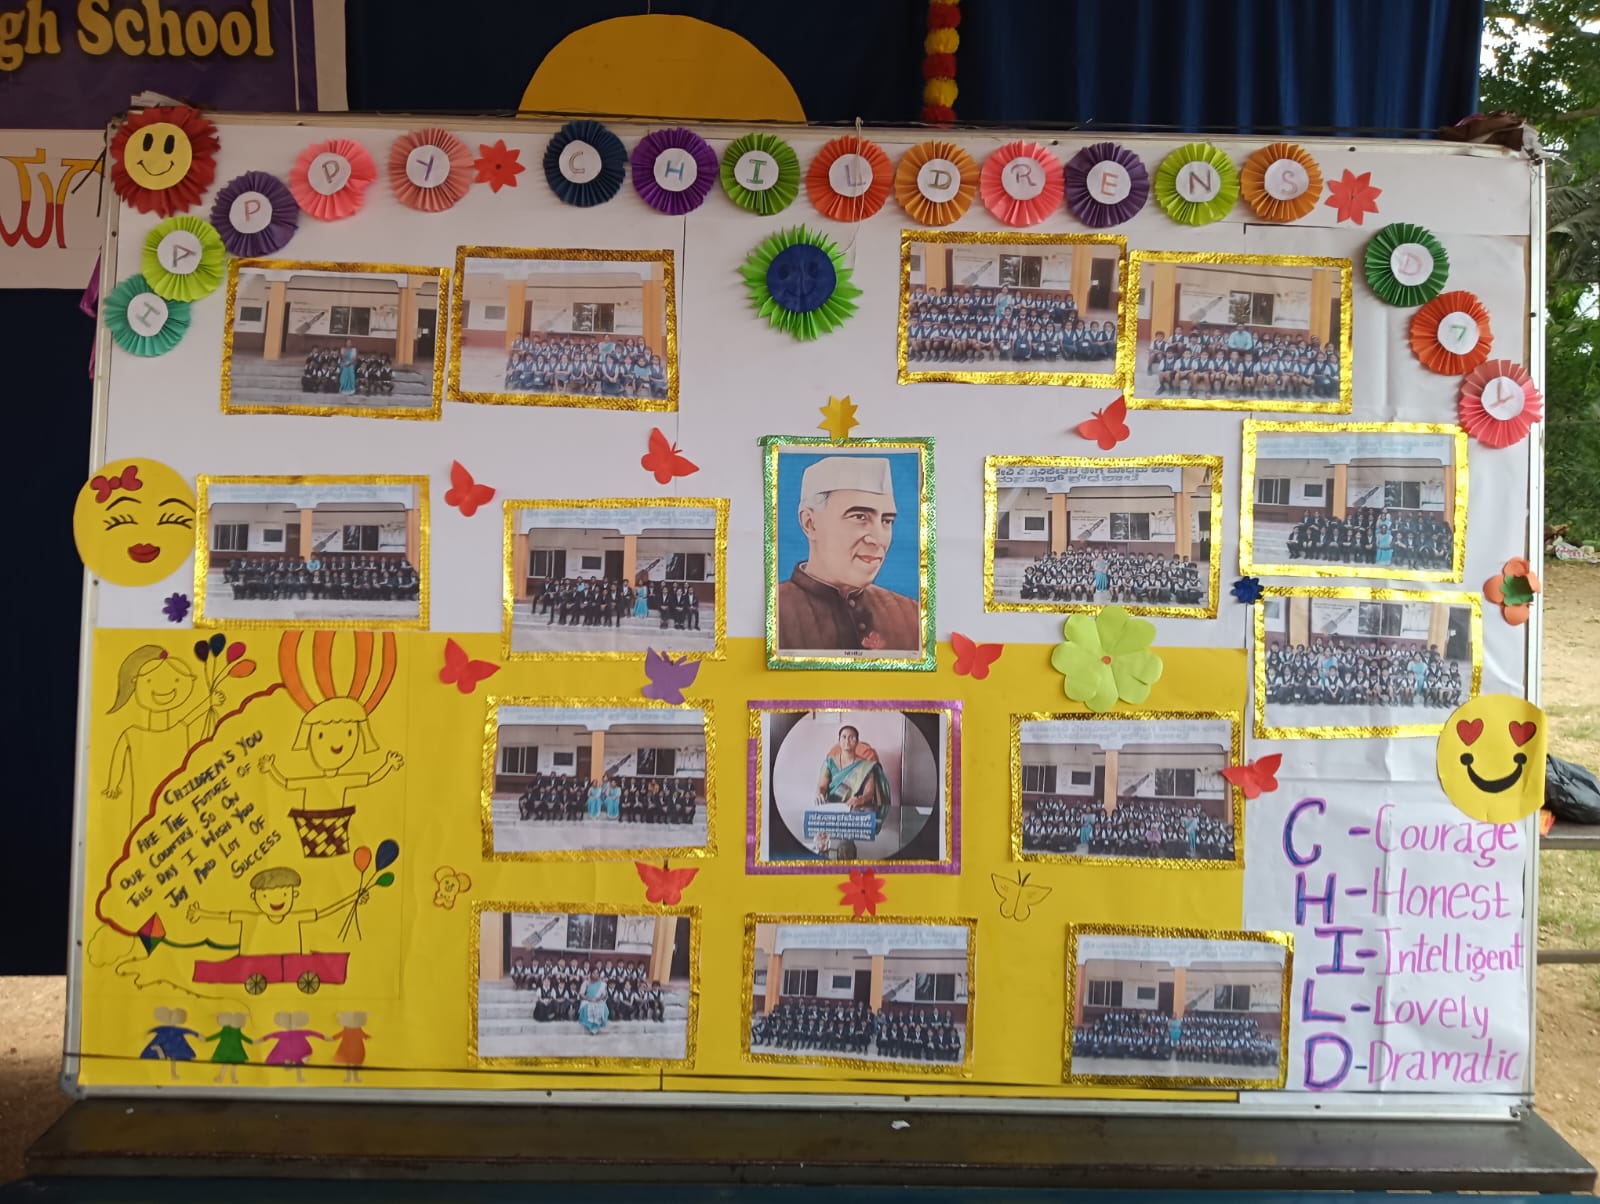 gh School
HAPPY CHILDRENS DAY
NEHRU
CHILDREN'S YOU
ARE THE FUTURE OF
OUR COUNTRY. SO ON
THIS DAY I WISH YOU
JOY AND LOT OF
SUCCESS
C - Courage
H - Honest
I - Intelligent
L - Lovely
D - Dramatic